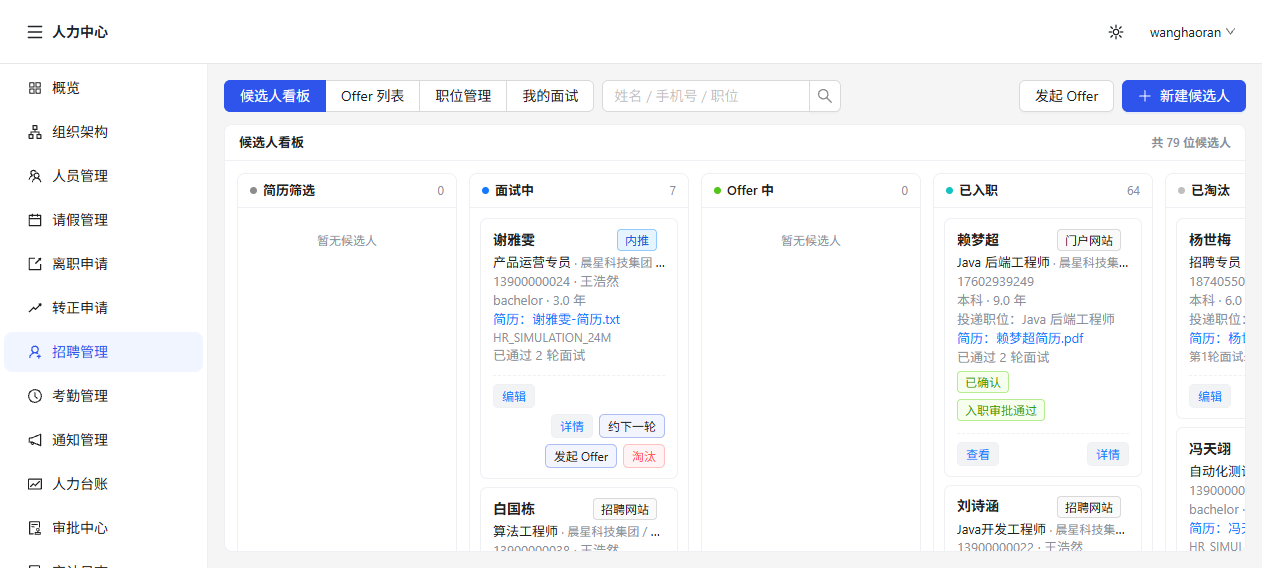 人力中心
wanghaoran
概览
组织架构
人员管理
请假管理
离职申请
转正申请
招聘管理
考勤管理
通知管理
人力台账
审批中心
候选人看板
Offer 列表
职位管理
我的面试
姓名 / 手机号 / 职位
发起 Offer
新建候选人
候选人看板
共 79 位候选人
简历筛选 0
暂无候选人
面试中 7
谢雅雯 内推
产品运营专员 · 晨星科技集团 ...
13900000024 · 王浩然
bachelor · 3.0 年
简历：谢雅雯-简历.txt
HR_SIMULATION_24M
已通过 2 轮面试
编辑
详情 约下一轮
发起 Offer 淘汰
白国栋 招聘网站
算法工程师 · 晨星科技集团 / ...
13900000038 · 王浩然
Offer 中 0
暂无候选人
已入职 64
赖梦超 门户网站
Java 后端工程师 · 晨星科技集...
17602939249
本科 · 9.0 年
投递职位：Java 后端工程师
简历：赖梦超简历.pdf
已通过 2 轮面试
已确认
入职审批通过
查看 详情
刘诗涵 招聘网站
Java开发工程师 · 晨星科技集...
13900000022 · 王浩然
已淘汰
杨世梅
招聘专员
18740550
本科 · 6.0
投递职位：
简历：杨
第1轮面试
编辑
冯天翊
自动化测
1390000
bachelor ·
简历：冯
HR_SIMUL